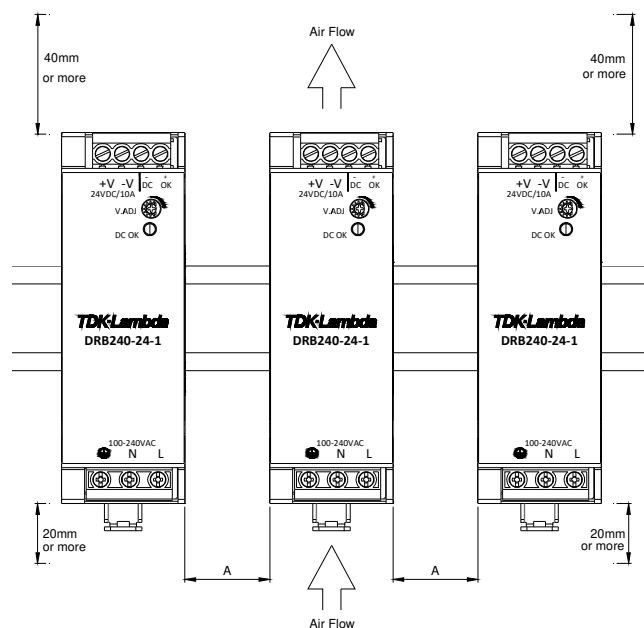 Air Flow
40mm
or more
40mm
or more
+V -V - DC + OK
24VDC/10A
V.ADJ
DC OK
TDK-Lambda
DRB240-24-1
100-240VAC
N L
+V -V - DC + OK
24VDC/10A
V.ADJ
DC OK
TDK-Lambda
DRB240-24-1
100-240VAC
N L
+V -V - DC + OK
24VDC/10A
V.ADJ
DC OK
TDK-Lambda
DRB240-24-1
100-240VAC
N L
20mm
or more
A
A
20mm
or more
Air Flow